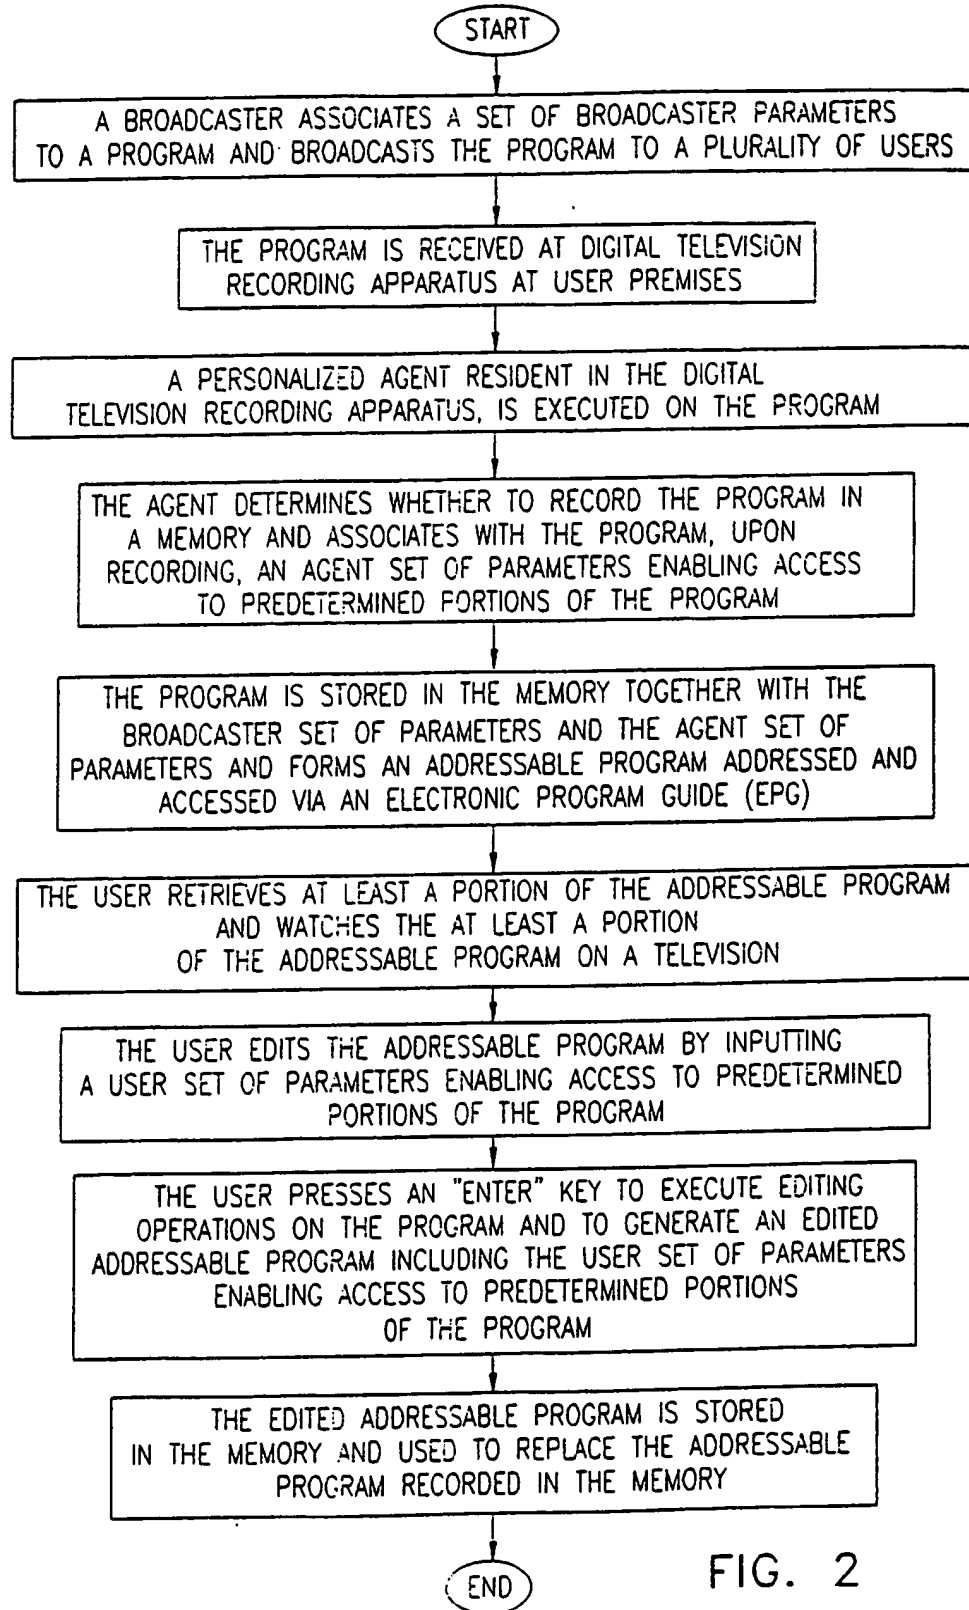 START
A BROADCASTER ASSOCIATES A SET OF BROADCASTER PARAMETERS
TO A PROGRAM AND BROADCASTS THE PROGRAM TO A PLURALITY OF USERS
THE PROGRAM IS RECEIVED AT DIGITAL TELEVISION
RECORDING APPARATUS AT USER PREMISES
A PERSONALIZED AGENT RESIDENT IN THE DIGITAL
TELEVISION RECORDING APPARATUS, IS EXECUTED ON THE PROGRAM
THE AGENT DETERMINES WHETHER TO RECORD THE PROGRAM IN
A MEMORY AND ASSOCIATES WITH THE PROGRAM, UPON
RECORDING, AN AGENT SET OF PARAMETERS ENABLING ACCESS
TO PREDETERMINED PORTIONS OF THE PROGRAM
THE PROGRAM IS STORED IN THE MEMORY TOGETHER WITH THE
BROADCASTER SET OF PARAMETERS AND THE AGENT SET OF
PARAMETERS AND FORMS AN ADDRESSABLE PROGRAM ADDRESSED AND
ACCESSED VIA AN ELECTRONIC PROGRAM GUIDE (EPG)
THE USER RETRIEVES AT LEAST A PORTION OF THE ADDRESSABLE PROGRAM
AND WATCHES THE AT LEAST A PORTION
OF THE ADDRESSABLE PROGRAM ON A TELEVISION
THE USER EDITS THE ADDRESSABLE PROGRAM BY INPUTTING
A USER SET OF PARAMETERS ENABLING ACCESS TO PREDETERMINED
PORTIONS OF THE PROGRAM
THE USER PRESSES AN "ENTER" KEY TO EXECUTE EDITING
OPERATIONS ON THE PROGRAM AND TO GENERATE AN EDITED
ADDRESSABLE PROGRAM INCLUDING THE USER SET OF PARAMETERS
ENABLING ACCESS TO PREDETERMINED PORTIONS
OF THE PROGRAM
THE EDITED ADDRESSABLE PROGRAM IS STORED
IN THE MEMORY AND USED TO REPLACE THE ADDRESSABLE
PROGRAM RECORDED IN THE MEMORY
END
FIG. 2